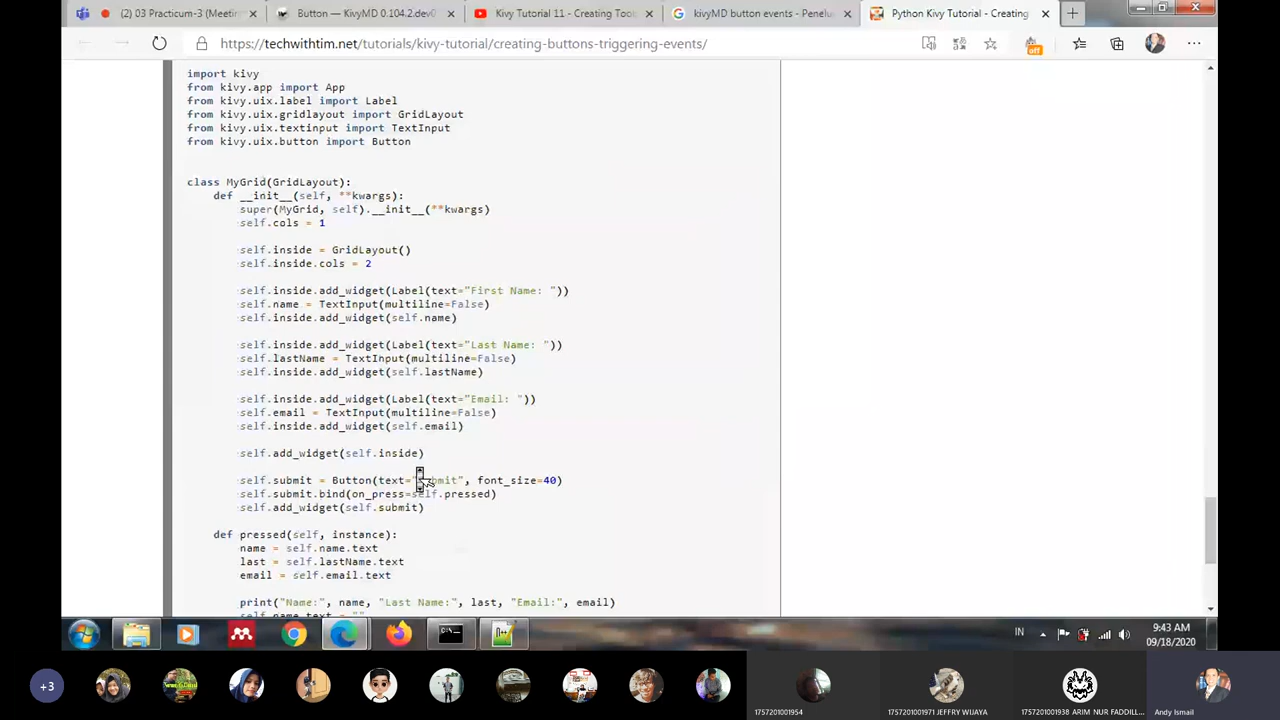 (2) 03 Practicum-3 (Meetin
Button — KivyMD 0.104.2.dev0
Kivy Tutorial 11 - Creating Tool
kivyMD button events - Penelu
Python Kivy Tutorial - Creating
https://techwithtim.net/tutorials/kivy-tutorial/creating-buttons-triggering-events/
off
import kivy
from kivy.app import App
from kivy.uix.label import Label
from kivy.uix.gridlayout import GridLayout
from kivy.uix.textinput import TextInput
from kivy.uix.button import Button
class MyGrid(GridLayout):
def __init__(self, **kwargs):
super(MyGrid, self).__init__(**kwargs)
self.cols = 1
self.inside = GridLayout()
self.inside.cols = 2
self.inside.add_widget(Label(text="First Name: "))
self.name = TextInput(multiline=False)
self.inside.add_widget(self.name)
self.inside.add_widget(Label(text="Last Name: "))
self.lastName = TextInput(multiline=False)
self.inside.add_widget(self.lastName)
self.inside.add_widget(Label(text="Email: "))
self.email = TextInput(multiline=False)
self.inside.add_widget(self.email)
self.add_widget(self.inside)
self.submit = Button(text="Submit", font_size=40)
self.submit.bind(on_press=self.pressed)
self.add_widget(self.submit)
def pressed(self, instance):
name = self.name.text
last = self.lastName.text
email = self.email.text
print("Name:", name, "Last Name:", last, "Email:", email)
self.name.text = ""
IN
9:43 AM
09/18/2020
+3
1757201001954
1757201001971 JEFFRY WIJAYA
1757201001938 ARIM NUR FADDILL...
Andy Ismail